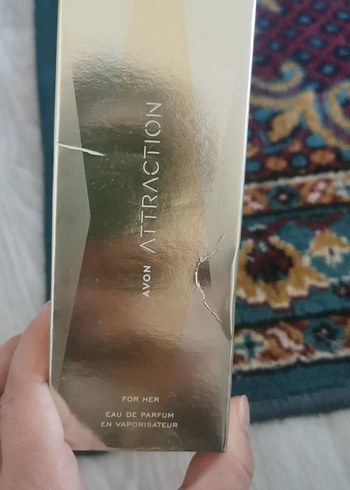 AVON ATTRACTION
FOR HER
EAU DE PARFUM
EN VAPORISATEUR